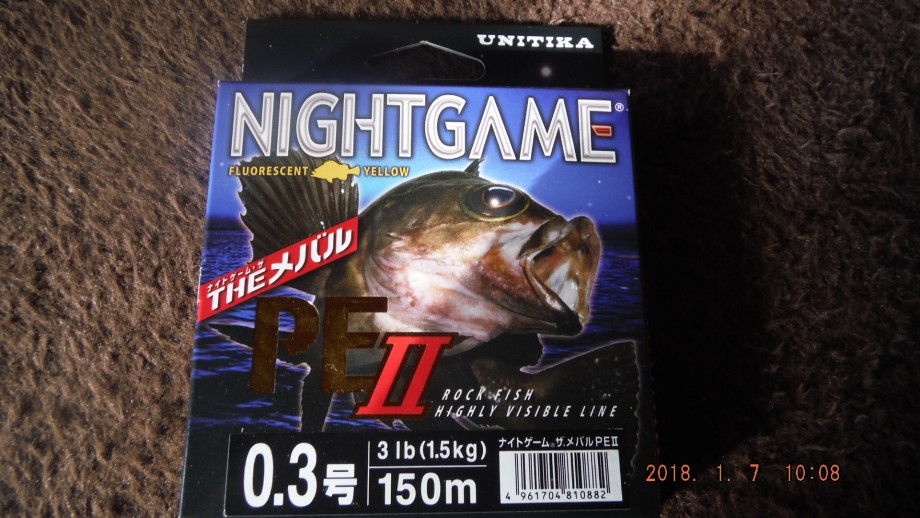 UNITIKA
NIGHTGAME®
FLUORESCENT YELLOW
ナイトゲーム・ザ
THEメバル
PEII
ROCK FISH
HIGHLY VISIBLE LINE
0.3号
3 lb(1.5kg)
150m
ナイトゲーム®ザ.メバルPEⅡ
4 961704 810882
2018. 1. 7 10:08